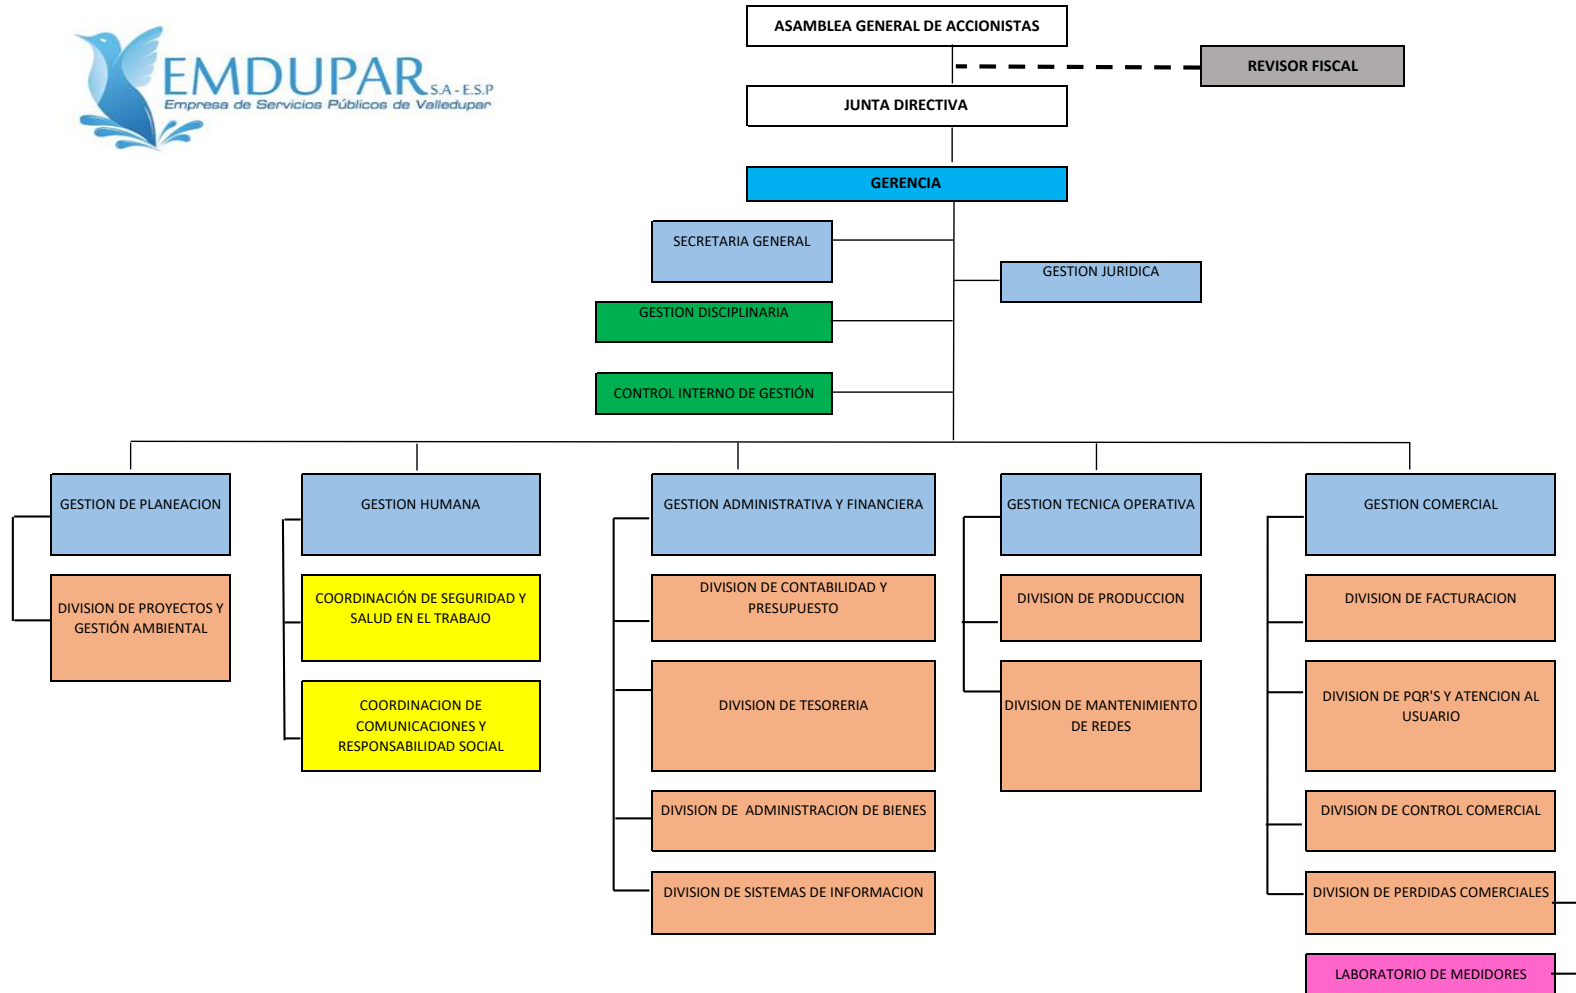 EMDUPAR S.A - E.S.P
Empresa de Servicios Públicos de Valledupar
ASAMBLEA GENERAL DE ACCIONISTAS
REVISOR FISCAL
JUNTA DIRECTIVA
GERENCIA
SECRETARIA GENERAL
GESTION JURIDICA
GESTION DISCIPLINARIA
CONTROL INTERNO DE GESTIÓN
GESTION DE PLANEACION
GESTION HUMANA
GESTION ADMINISTRATIVA Y FINANCIERA
GESTION TECNICA OPERATIVA
GESTION COMERCIAL
DIVISION DE PROYECTOS Y
GESTIÓN AMBIENTAL
COORDINACIÓN DE SEGURIDAD Y
SALUD EN EL TRABAJO
DIVISION DE CONTABILIDAD Y
PRESUPUESTO
DIVISION DE PRODUCCION
DIVISION DE FACTURACION
COORDINACION DE
COMUNICACIONES Y
RESPONSABILIDAD SOCIAL
DIVISION DE TESORERIA
DIVISION DE MANTENIMIENTO
DE REDES
DIVISION DE PQR'S Y ATENCION AL
USUARIO
DIVISION DE  ADMINISTRACION DE BIENES
DIVISION DE CONTROL COMERCIAL
DIVISION DE SISTEMAS DE INFORMACION
DIVISION DE PERDIDAS COMERCIALES
LABORATORIO DE MEDIDORES